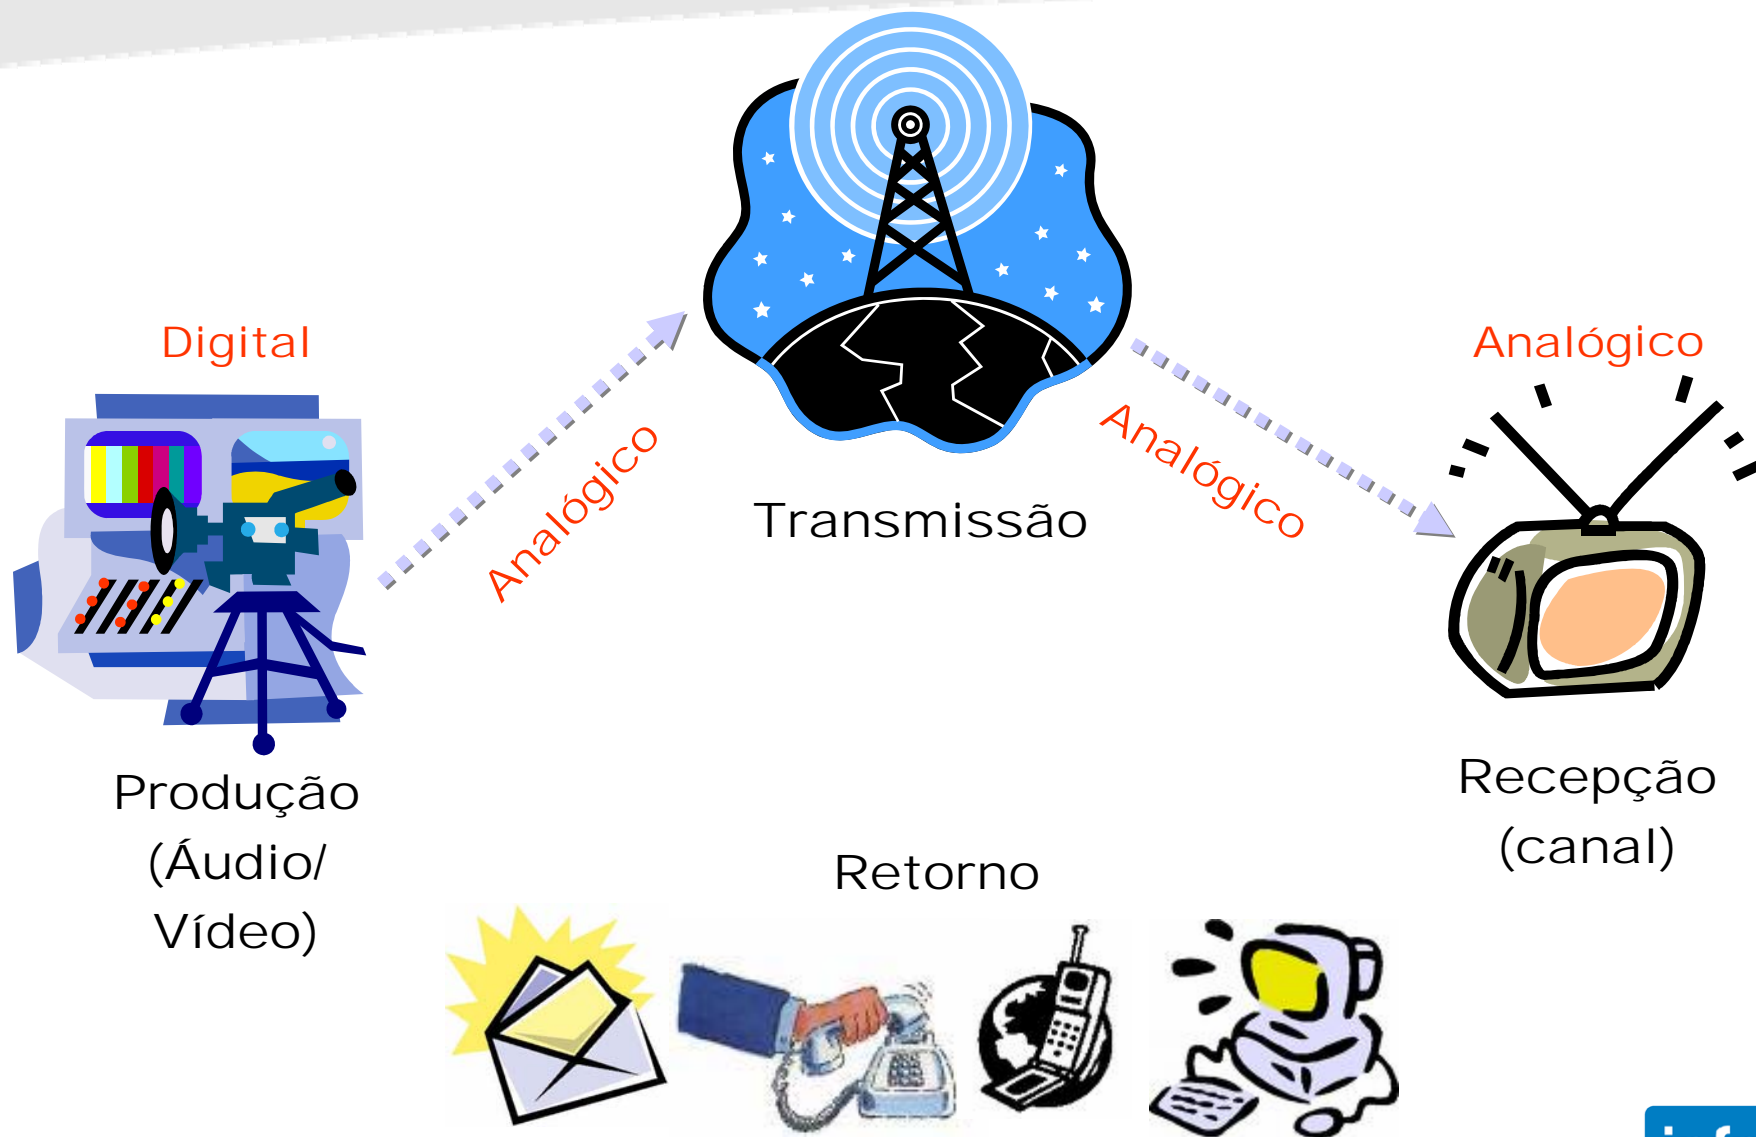 Digital
Analógico
Analógico
Analógico
Transmissão
Produção
(Áudio/
Vídeo)
Recepção
(canal)
Retorno